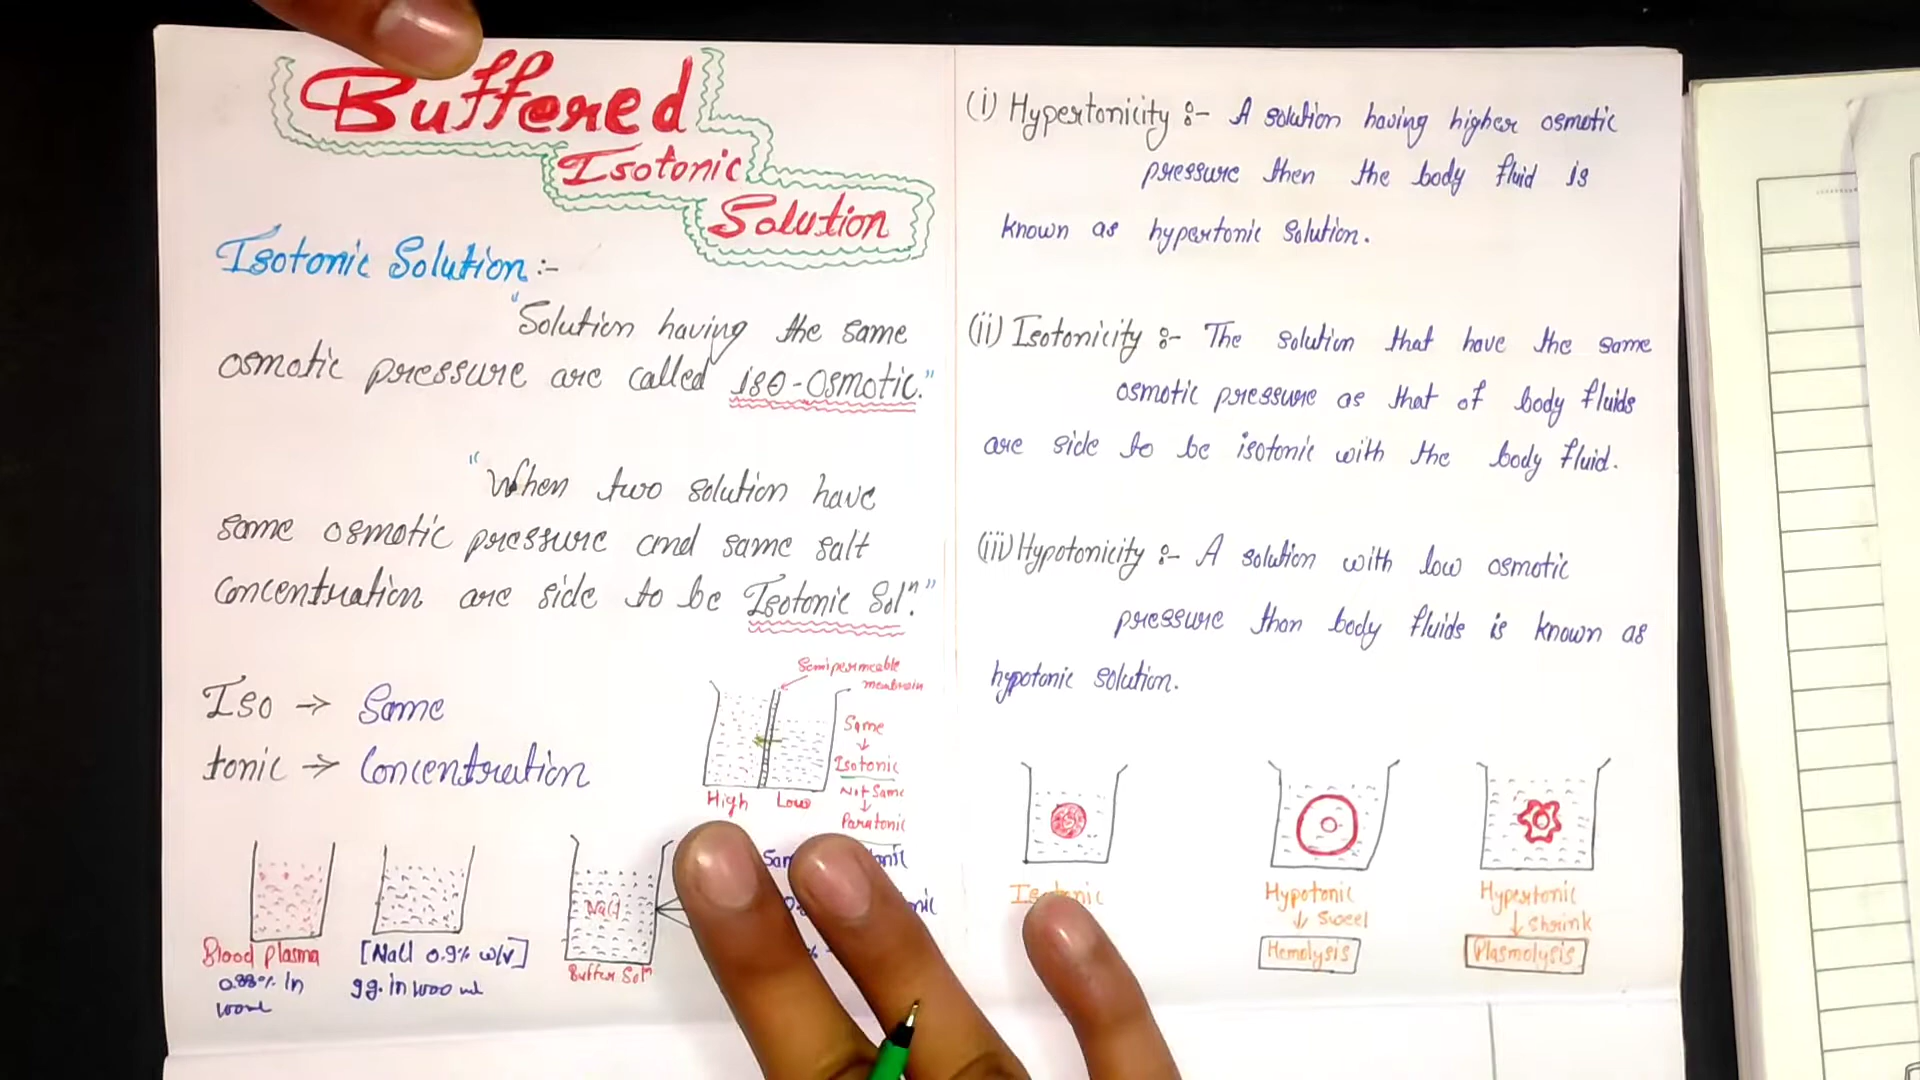 Buffered
Isotonic
Solution
Isotonic Solution :-
"Solution having the same
osmotic pressure are called iso-osmotic."
"When two solution have
same osmotic pressure and same salt
concentration are side to be Isotonic Solⁿ."
Iso → Same
tonic → Concentration
Semipermeable
membrain
Same
↓
Isotonic
Not Same
↓
Paratonic
High Low
Blood plasma
0.88% in
100ml
[NaCl 0.9% w/v]
9g. in 1000 ml
NaCl
Buffer Solⁿ
(i) Hypertonicity :- A solution having higher osmotic
pressure then the body fluid is
known as hypertonic solution.
(ii) Isotonicity :- The solution that have the same
osmotic pressure as that of body fluids
are side to be isotonic with the body fluid.
(iii) Hypotonicity :- A solution with low osmotic
pressure than body fluids is known as
hypotonic solution.
Hypotonic
↓ Sweel
Hemolysis
Hypertonic
↓ Shrink
Plasmolysis